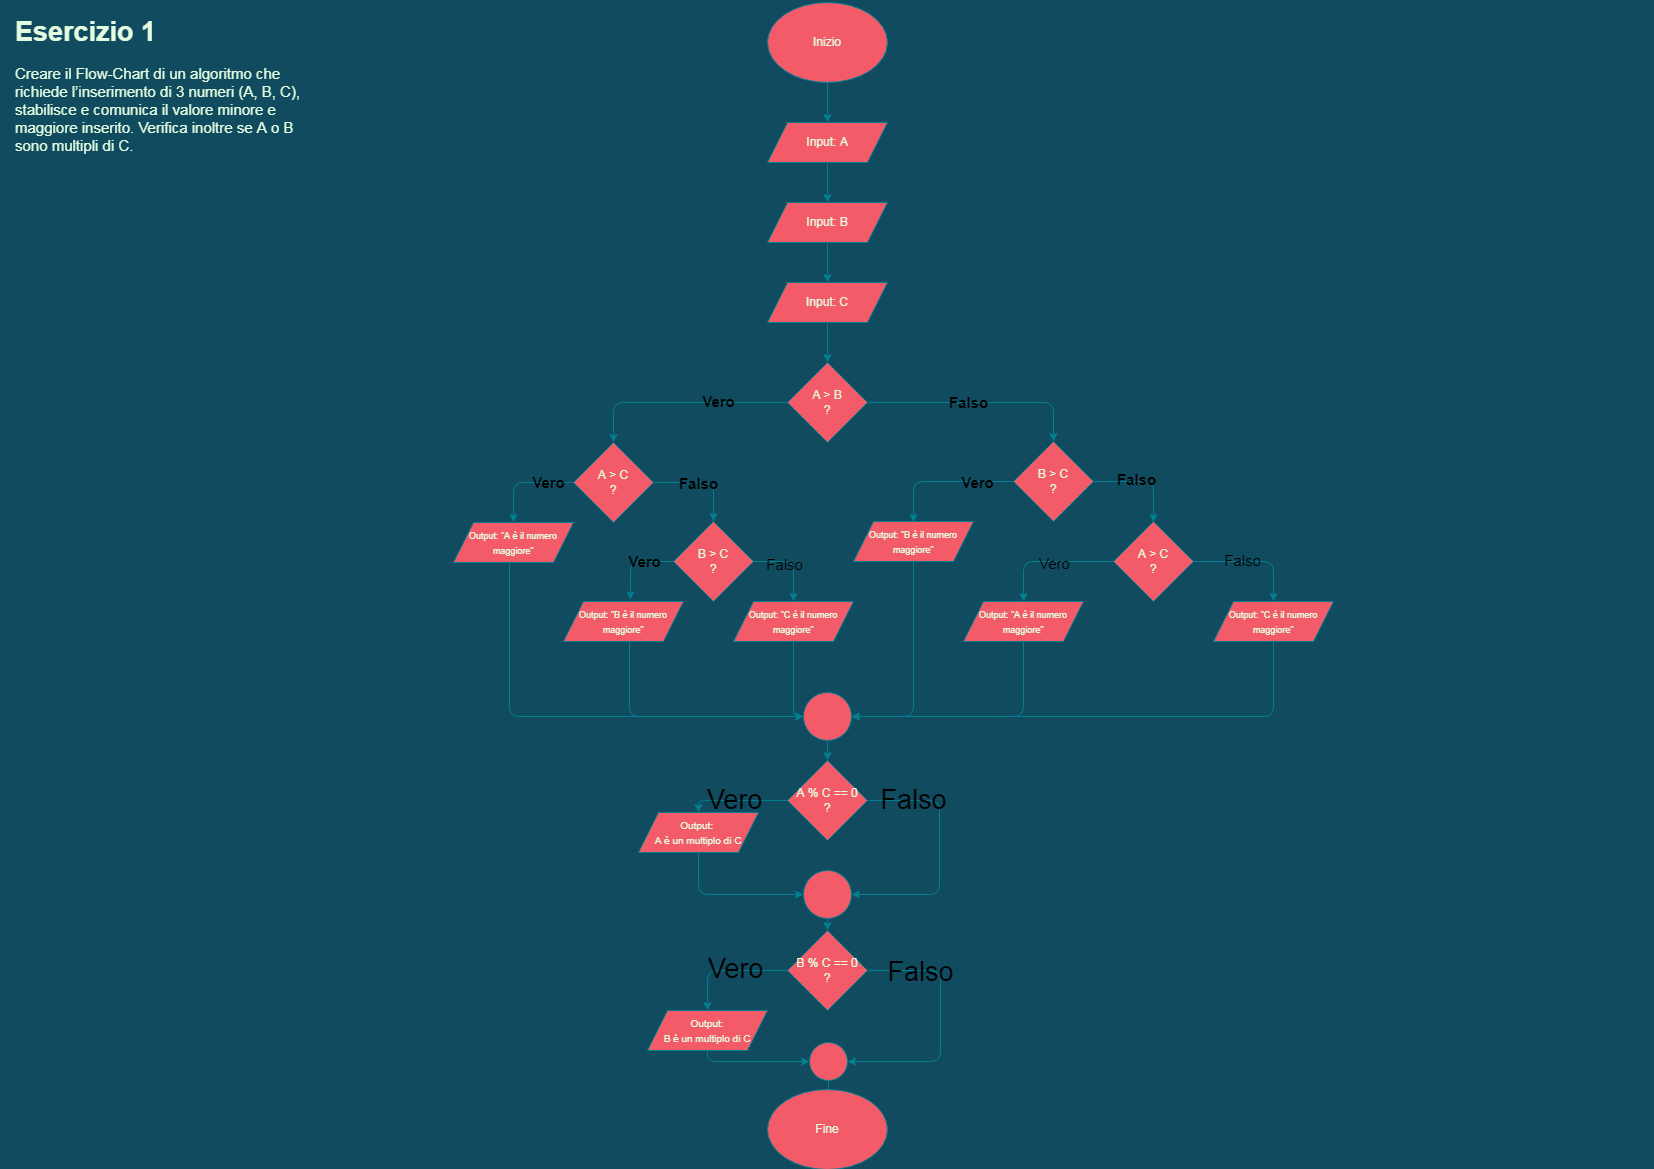 Esercizio 1
Creare il Flow-Chart di un algoritmo che
richiede l'inserimento di 3 numeri (A, B, C),
stabilisce e comunica il valore minore e
maggiore inserito. Verifica inoltre se A o B
sono multipli di C.
Inizio
Input: A
Input: B
Input: C
A > B
?
Vero
Falso
A > C
?
Vero
Falso
B > C
?
Vero
Falso
Output: "A è il numero
maggiore"
B > C
?
Vero
Falso
Output: "B è il numero
maggiore"
A > C
?
Vero
Falso
Output: "B è il numero
maggiore"
Output: "C è il numero
maggiore"
Output: "A è il numero
maggiore"
Output: "C è il numero
maggiore"
A % C == 0
?
Vero
Falso
Output:
A è un multiplo di C
B % C == 0
?
Vero
Falso
Output:
B è un multiplo di C
Fine